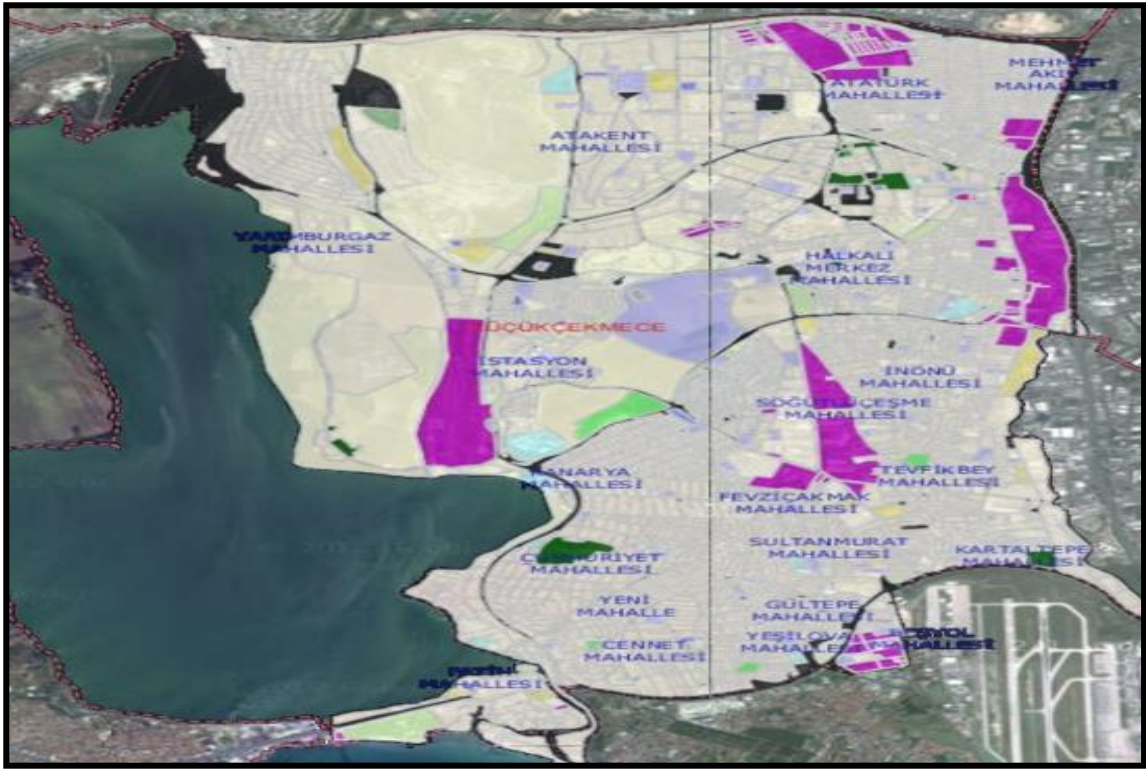 MEHMET
AKİF
MAHALLESİ
ATATÜRK
MAHALLESİ
ATAKENT
MAHALLESİ
YARIMBURGAZ
MAHALLESİ
HALKALI
MERKEZ
MAHALLESİ
KÜÇÜKÇEKMECE
İSTASYON
MAHALLESİ
İNÖNÜ
MAHALLESİ
SÖĞÜTLÜÇEŞME
MAHALLESİ
KANARYA
MAHALLESİ
TEVFİKBEY
MAHALLESİ
FEVZİÇAKMAK
MAHALLESİ
SULTANMURAT
MAHALLESİ
KARTALTEPE
MAHALLESİ
CUMHURİYET
MAHALLESİ
YENİ
MAHALLE
GÜLTEPE
MAHALLESİ
YEŞİLOVA
MAHALLESİ
BEŞYOL
MAHALLESİ
CENNET
MAHALLESİ
FATİH
MAHALLESİ